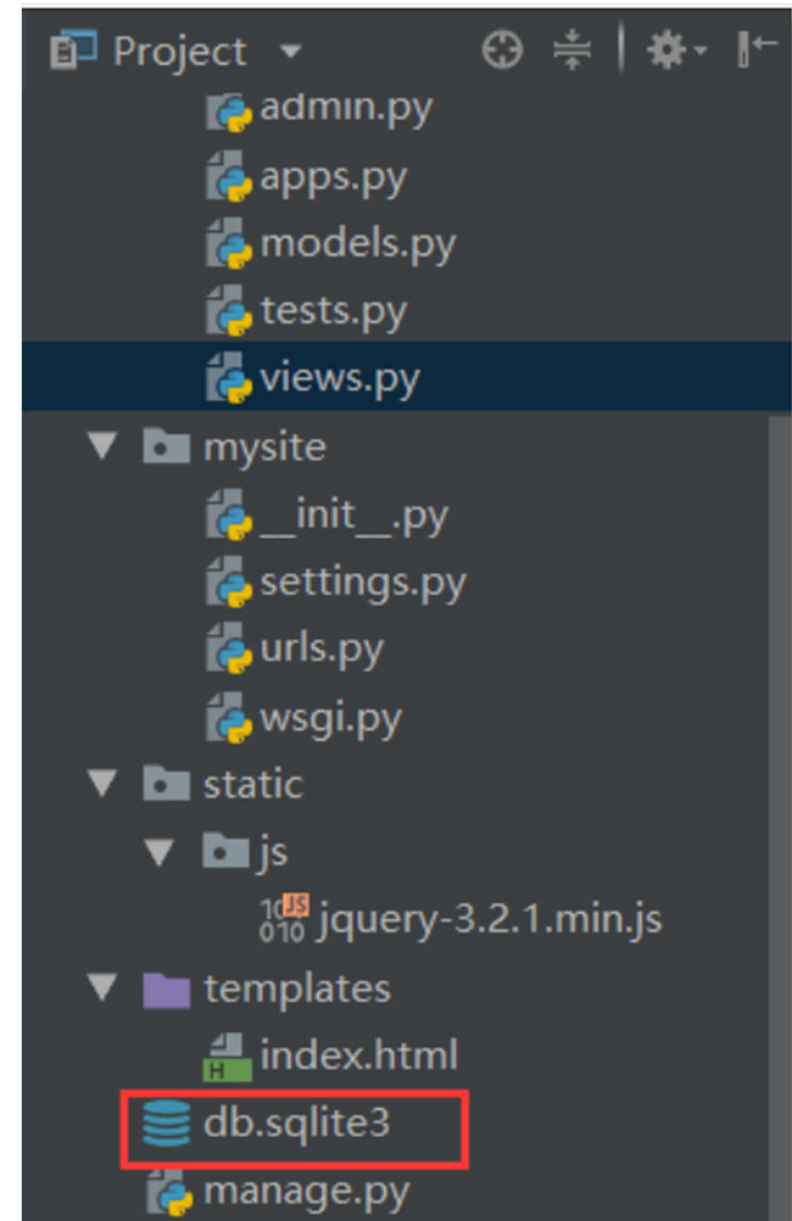 Project
admin.py
apps.py
models.py
tests.py
views.py
mysite
__init__.py
settings.py
urls.py
wsgi.py
static
js
jquery-3.2.1.min.js
templates
index.html
db.sqlite3
manage.py